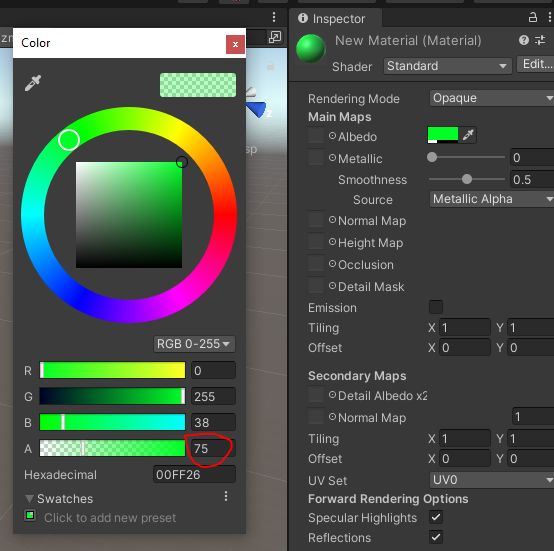 Color
x
RGB 0-255
R 0
G 255
B 38
A 75
Hexadecimal 00FF26
Swatches
Click to add new preset
z
sp
Inspector
New Material (Material)
Shader Standard Edit...
Rendering Mode Opaque
Main Maps
Albedo
Metallic 0
Smoothness 0.5
Source Metallic Alpha
Normal Map
Height Map
Occlusion
Detail Mask
Emission
Tiling X 1 Y 1
Offset X 0 Y 0
Secondary Maps
Detail Albedo x2
Normal Map 1
Tiling X 1 Y 1
Offset X 0 Y 0
UV Set UV0
Forward Rendering Options
Specular Highlights
Reflections